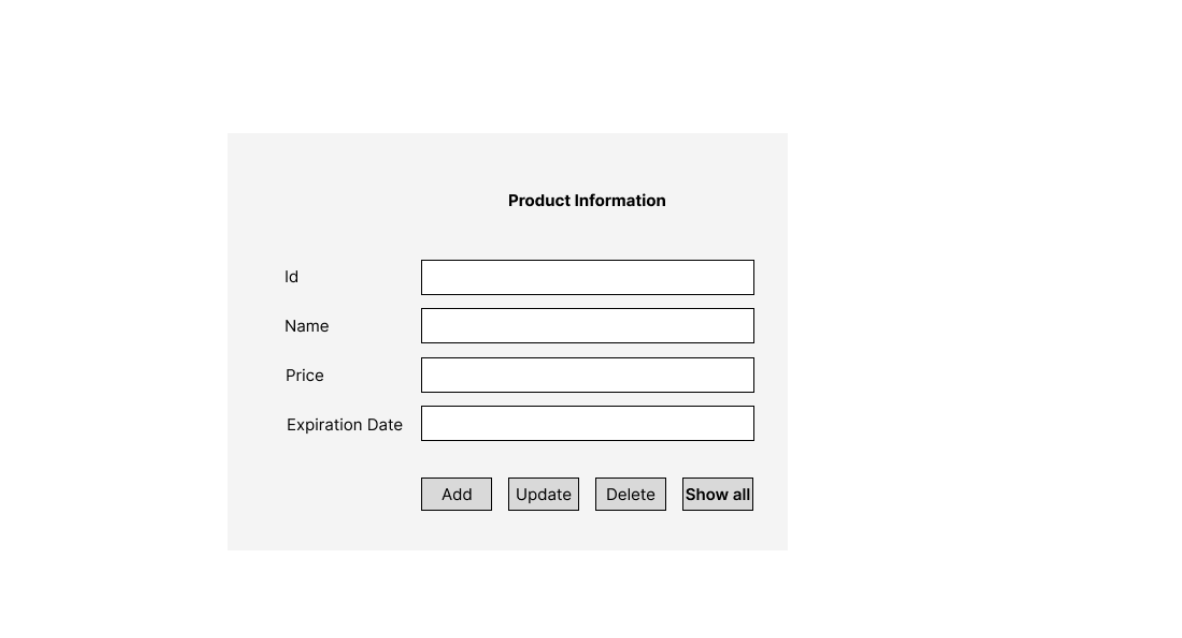 Product Information
Id
Name
Price
Expiration Date
Add Update Delete Show all